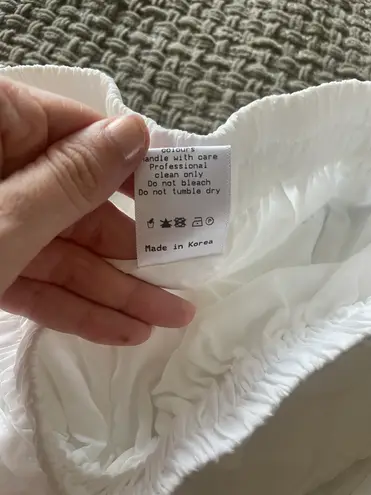 colours
Handle with care
Professional
clean only
Do not bleach
Do not tumble dry
P
Made in Korea